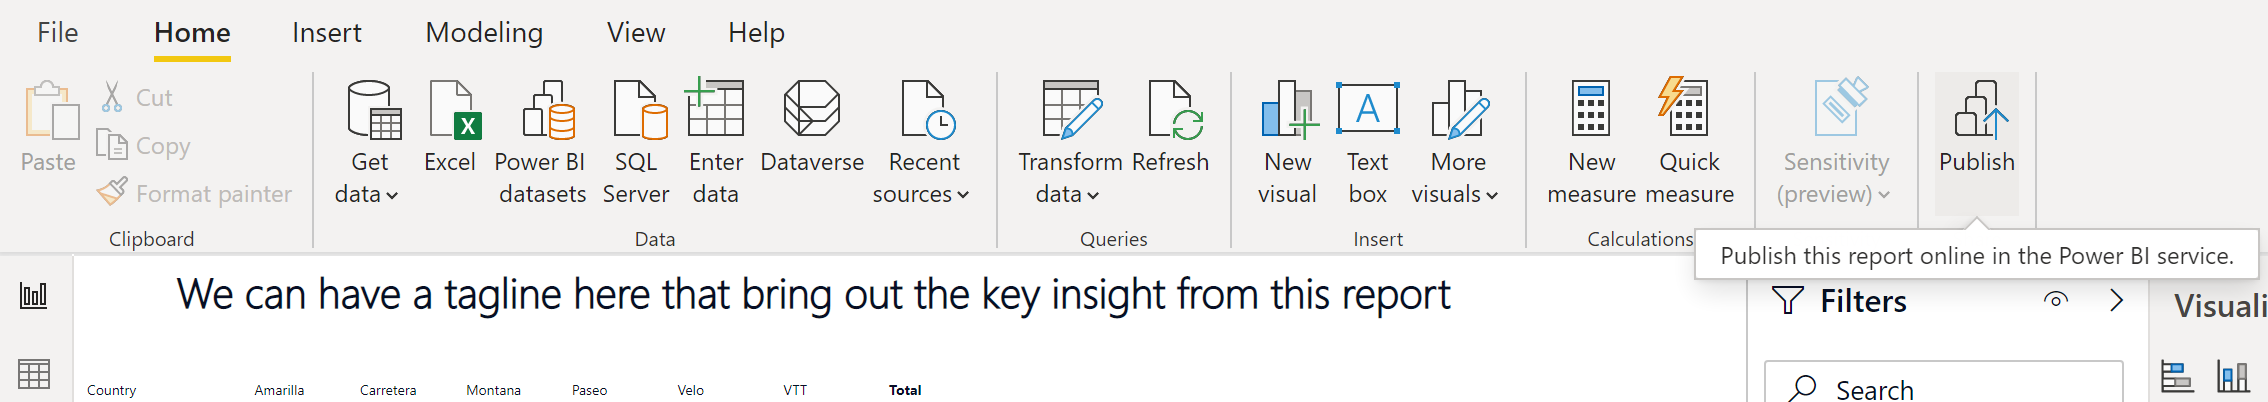 File Home Insert Modeling View Help
Paste
Cut
Copy
Format painter
Clipboard
Get
data
Excel
Power BI
datasets
SQL
Server
Enter
data
Dataverse
Recent
sources
Data
Transform
data
Refresh
Queries
New
visual
Text
box
More
visuals
Insert
New
measure
Quick
measure
Calculations
Sensitivity
(preview)
Publish
Publish this report online in the Power BI service.
We can have a tagline here that bring out the key insight from this report
Filters
Search
Visuali
Country Amarilla Carretera Montana Paseo Velo VTT Total